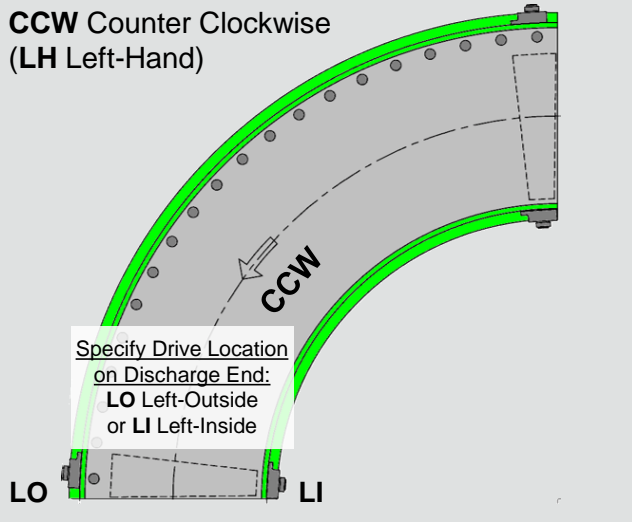 CCW Counter Clockwise
(LH Left-Hand)
CCW
Specify Drive Location
on Discharge End:
LO Left-Outside
or LI Left-Inside
LO
LI